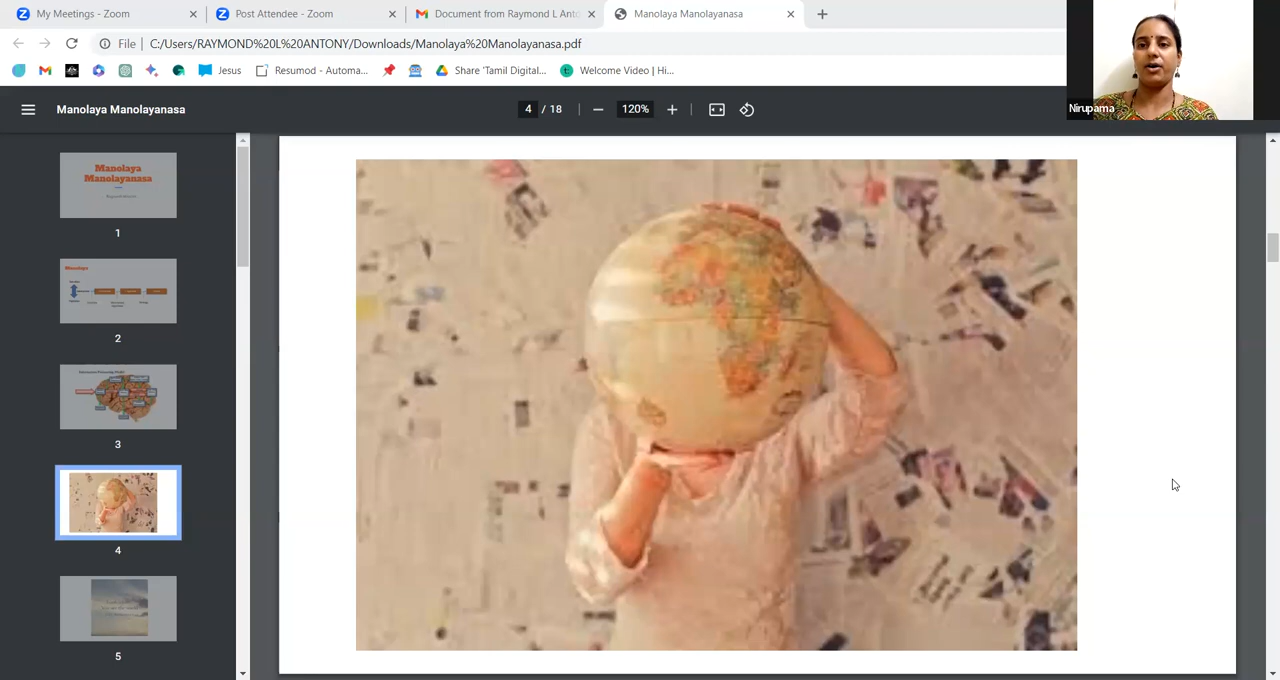 My Meetings - Zoom
Post Attendee - Zoom
Document from Raymond L Anto
Manolaya Manolayanasa
File
C:/Users/RAYMOND%20L%20ANTONY/Downloads/Manolaya%20Manolayanasa.pdf
Jesus
Resumod - Automa...
Share 'Tamil Digital...
Welcome Video | Hi...
Nirupama
Manolaya Manolayanasa
4 / 18
120%
Manolaya
Manolayanasa
1
Manolaya
2
3
4
5